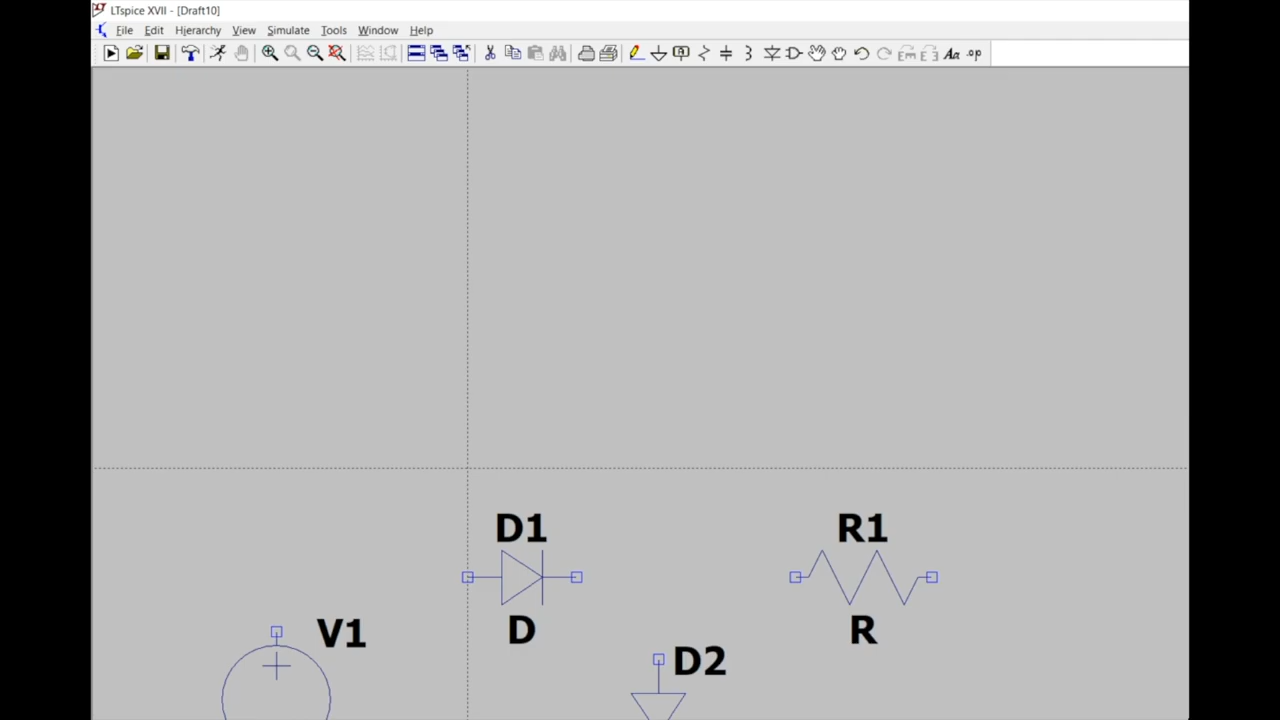 LTspice XVII - [Draft10]
File Edit Hierarchy View Simulate Tools Window Help
Aa .op
D1
R1
D
R
V1
D2